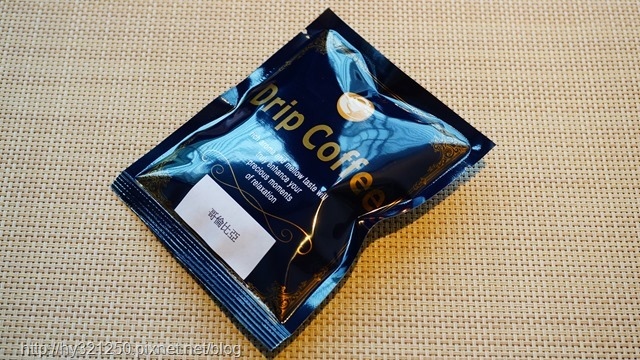 Drip Coffee
mellow taste will
enhance your
precious moments
of relaxation
哥倫比亞
http://hy321250.pixnet.net/blog